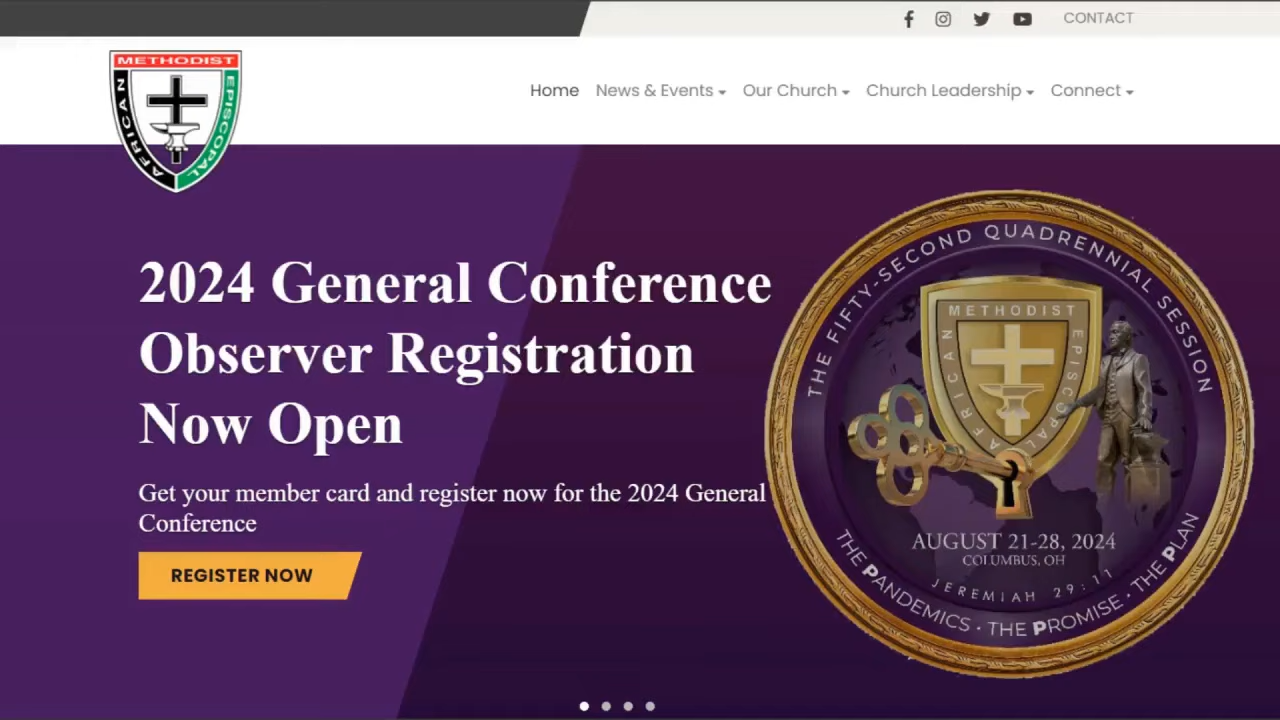 CONTACT
METHODIST
AFRICAN
EPISCOPAL
Home News & Events Our Church Church Leadership Connect
2024 General Conference
Observer Registration
Now Open
Get your member card and register now for the 2024 General
Conference
REGISTER NOW
THE FIFTY-SECOND QUADRENNIAL SESSION
METHODIST
AFRICAN
EPISCOPAL
AUGUST 21-28, 2024
COLUMBUS, OH
JEREMIAH 29:11
THE PANDEMICS · THE PROMISE · THE PLAN